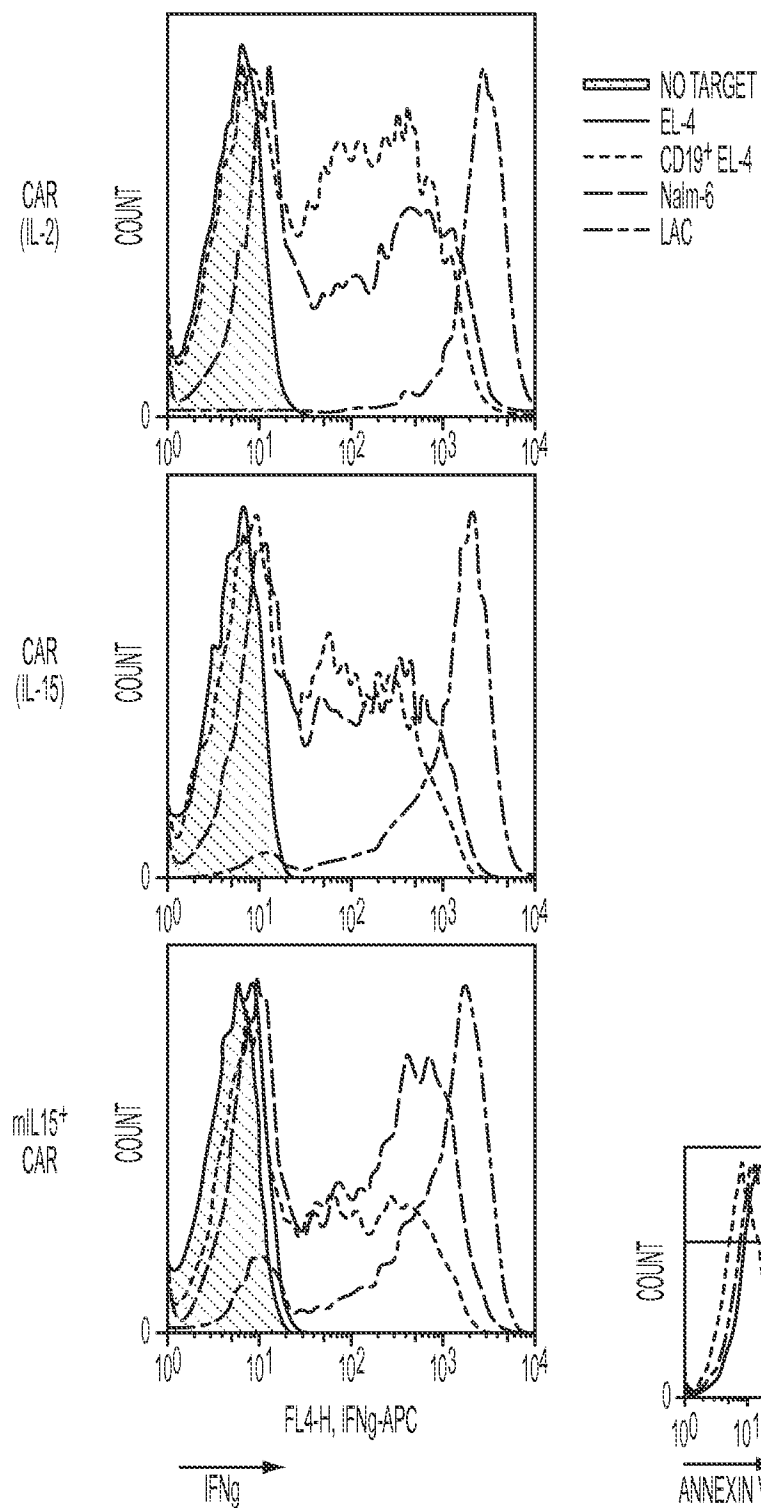 NO TARGET
EL-4
CD19+ EL-4
Nalm-6
LAC
CAR
(IL-2)
COUNT
0
10^0 10^1 10^2 10^3 10^4
CAR
(IL-15)
COUNT
0
10^0 10^1 10^2 10^3 10^4
mIL15+
CAR
COUNT
0
10^0 10^1 10^2 10^3 10^4
FL4-H, IFNg-APC
IFNg
COUNT
0
10^0 10^1
ANNEXIN V